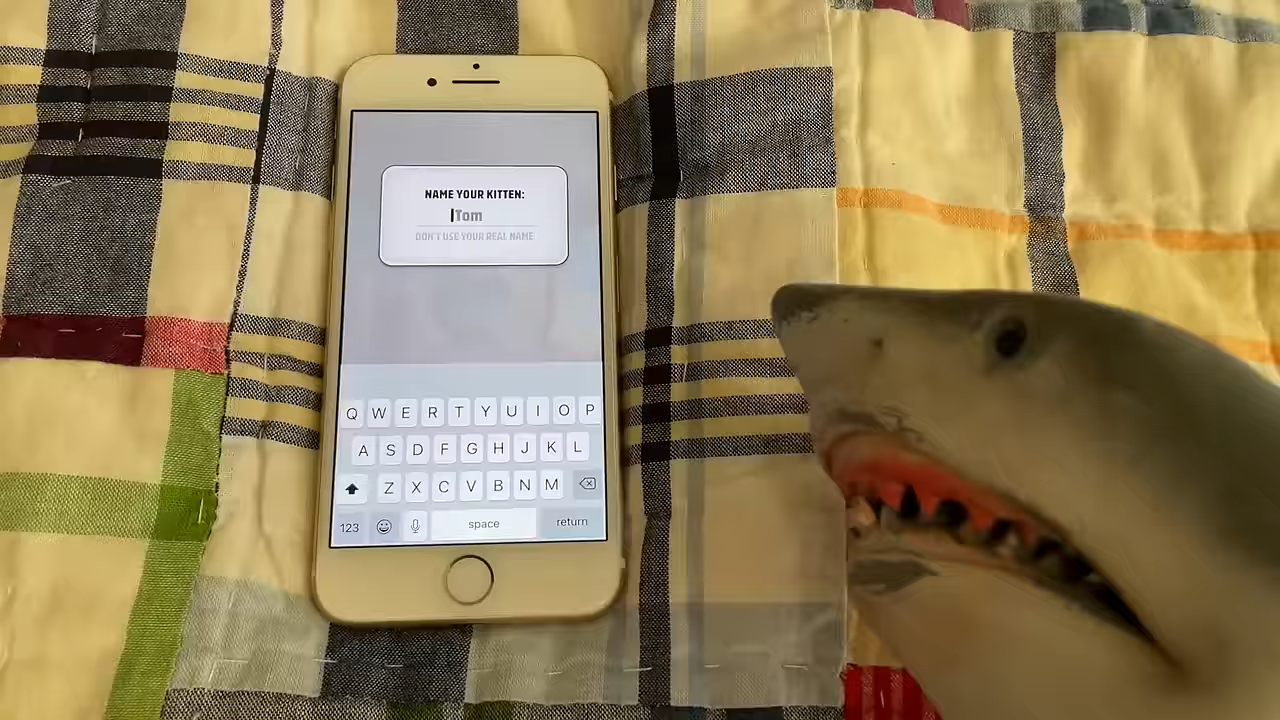 NAME YOUR KITTEN:
Tom
DON'T USE YOUR REAL NAME
Q W E R T Y U I O P
A S D F G H J K L
Z X C V B N M
123 space return